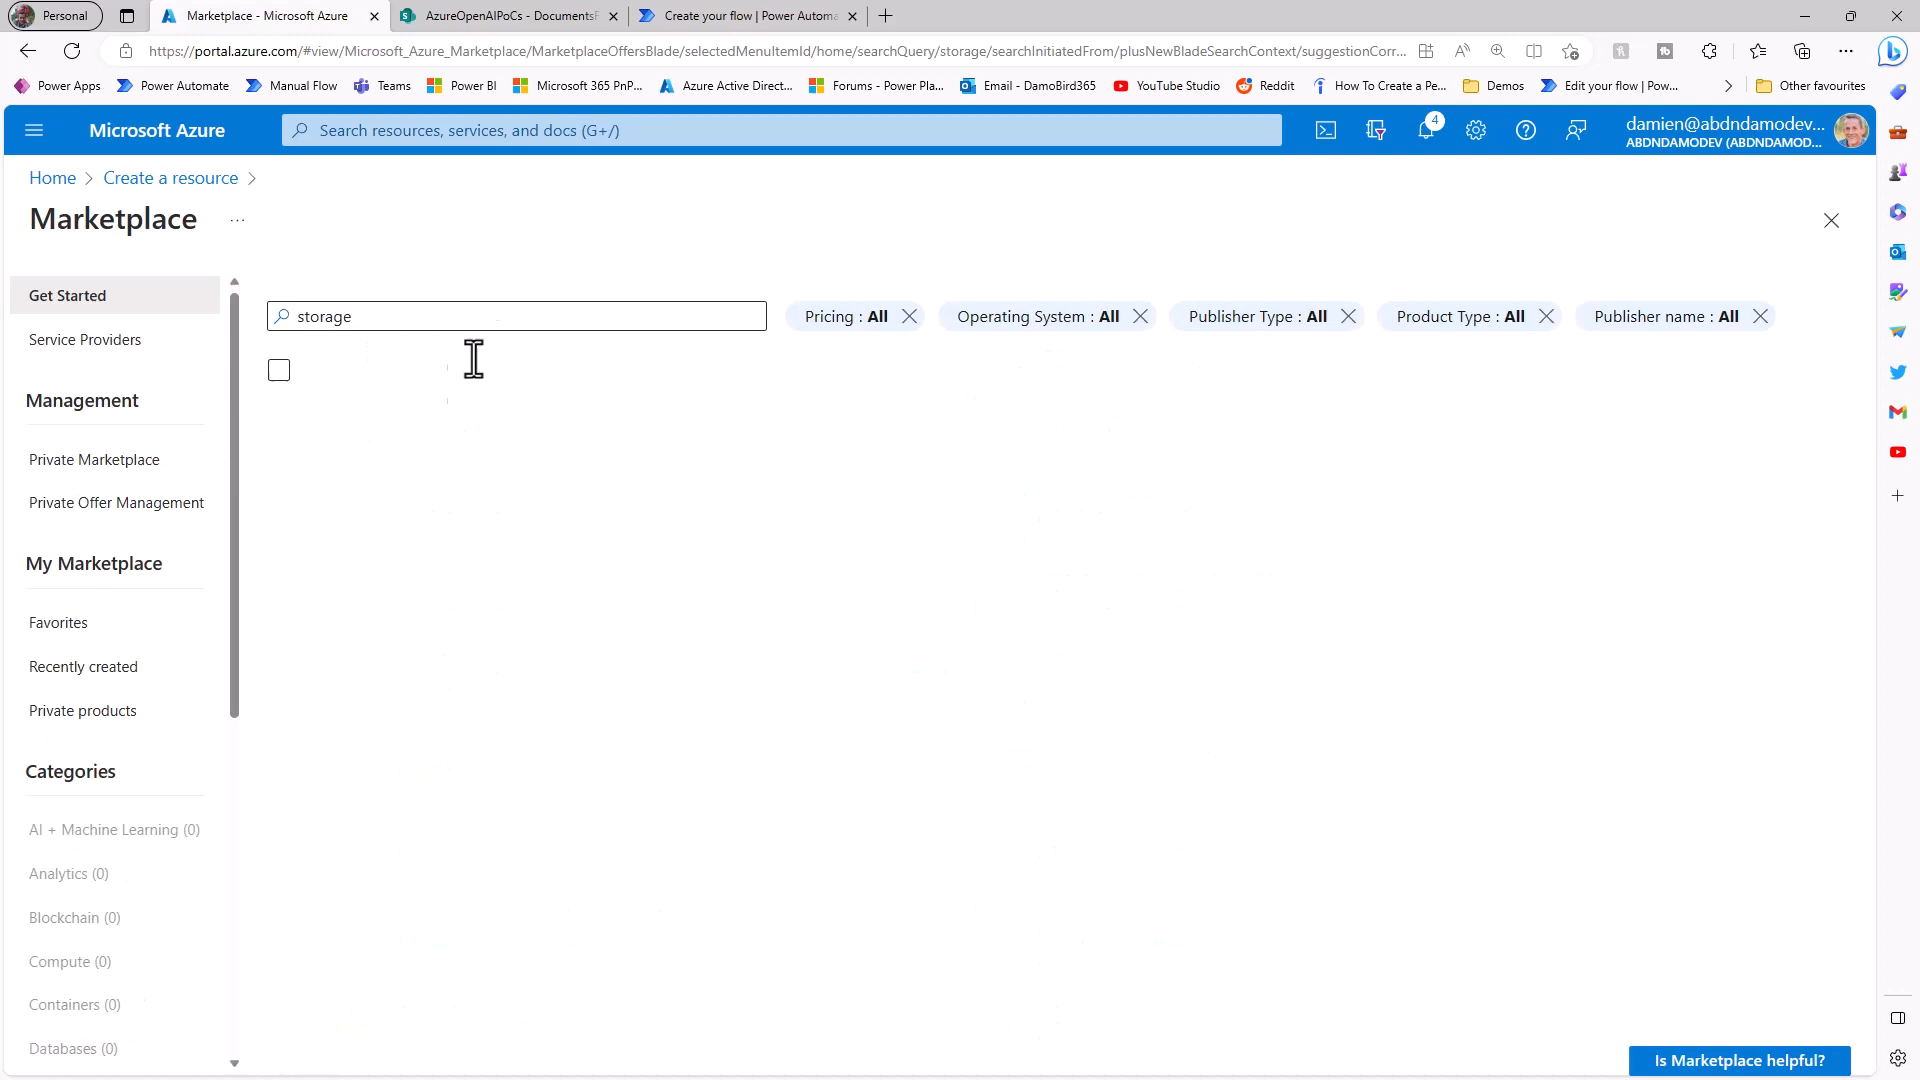 Personal
Marketplace - Microsoft Azure
AzureOpenAIPoCs - Documents
Create your flow | Power Automa
https://portal.azure.com/#view/Microsoft_Azure_Marketplace/MarketplaceOffersBlade/selectedMenuItemId/home/searchQuery/storage/searchInitiatedFrom/plusNewBladeSearchContext/suggestionCorr...
Power Apps
Power Automate
Manual Flow
Teams
Power BI
Microsoft 365 PnP...
Azure Active Direct...
Forums - Power Pla...
Email - DamoBird365
YouTube Studio
Reddit
How To Create a Pe...
Demos
Edit your flow | Pow...
Other favourites
Microsoft Azure
Search resources, services, and docs (G+/)
4
damien@abdndamodev...
ABDNDAMODEV (ABDNDAMOD...
Home > Create a resource >
Marketplace ...
Get Started
Service Providers
Management
Private Marketplace
Private Offer Management
My Marketplace
Favorites
Recently created
Private products
Categories
AI + Machine Learning (0)
Analytics (0)
Blockchain (0)
Compute (0)
Containers (0)
Databases (0)
storage
Pricing : All
Operating System : All
Publisher Type : All
Product Type : All
Publisher name : All
Is Marketplace helpful?